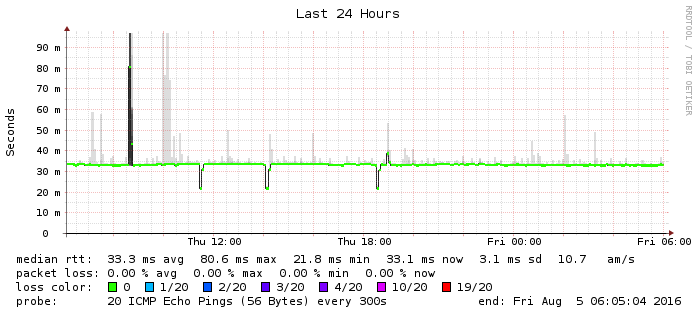 Last 24 Hours
RRDTOOL / TOBI OETIKER
Seconds
90 m
80 m
70 m
60 m
50 m
40 m
30 m
20 m
10 m
0
Thu 12:00 Thu 18:00 Fri 00:00 Fri 06:00
median rtt: 33.3 ms avg 80.6 ms max 21.8 ms min 33.1 ms now 3.1 ms sd 10.7 am/s
packet loss: 0.00 % avg 0.00 % max 0.00 % min 0.00 % now
loss color: 0 1/20 2/20 3/20 4/20 10/20 19/20
probe: 20 ICMP Echo Pings (56 Bytes) every 300s end: Fri Aug 5 06:05:04 2016